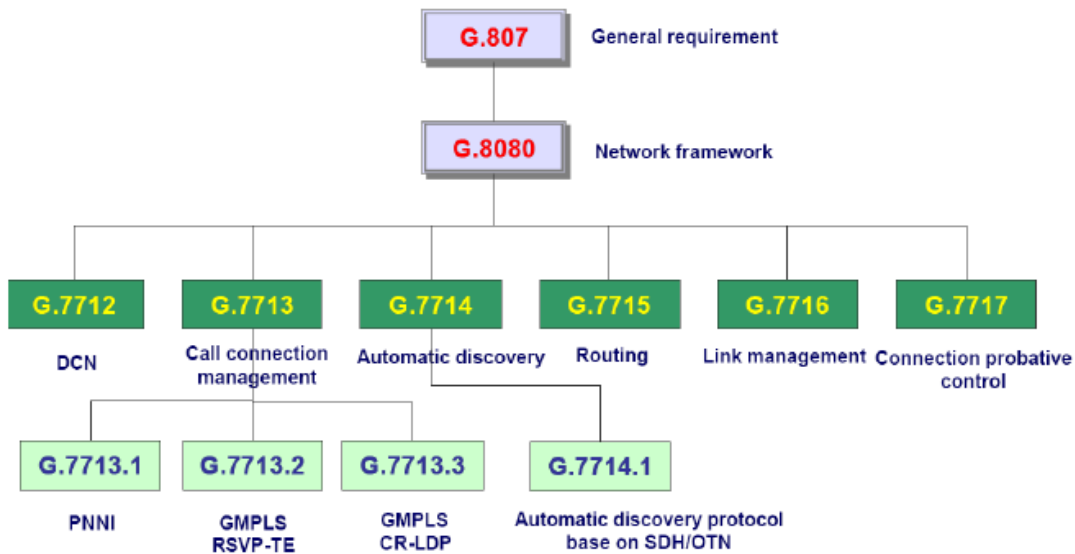 G.807
General requirement
G.8080
Network framework
G.7712
G.7713
G.7714
G.7715
G.7716
G.7717
DCN
Call connection
management
Automatic discovery
Routing
Link management
Connection probative
control
G.7713.1
G.7713.2
G.7713.3
G.7714.1
PNNI
GMPLS
RSVP-TE
GMPLS
CR-LDP
Automatic discovery protocol
base on SDH/OTN